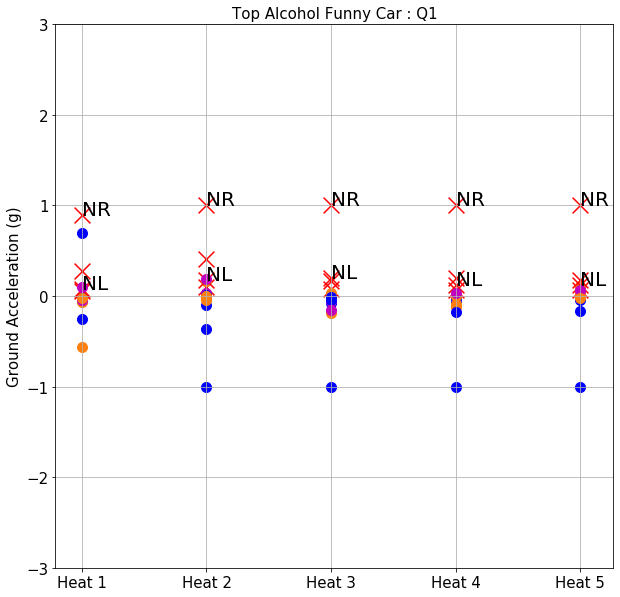 Top Alcohol Funny Car : Q1
Ground Acceleration (g)
3
2
1
0
−1
−2
−3
NR
NR
NR
NR
NR
NL
NL
NL
NL
NL
Heat 1
Heat 2
Heat 3
Heat 4
Heat 5